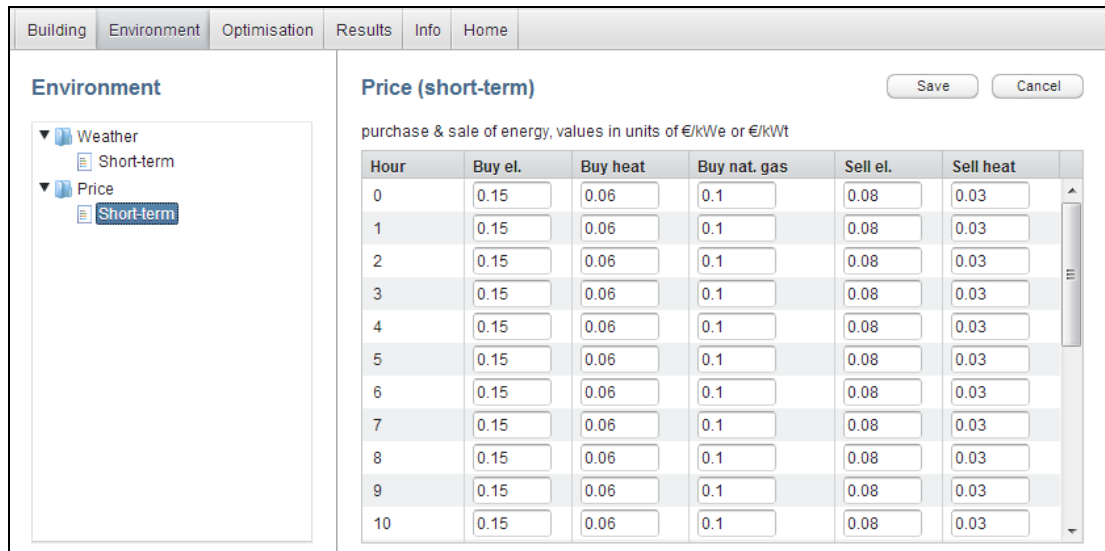 Building Environment Optimisation Results Info Home
Environment
Weather
Short-term
Price
Short-term
Price (short-term)
Save Cancel
purchase & sale of energy, values in units of €/kWe or €/kWt
Hour Buy el. Buy heat Buy nat. gas Sell el. Sell heat
0 0.15 0.06 0.1 0.08 0.03
1 0.15 0.06 0.1 0.08 0.03
2 0.15 0.06 0.1 0.08 0.03
3 0.15 0.06 0.1 0.08 0.03
4 0.15 0.06 0.1 0.08 0.03
5 0.15 0.06 0.1 0.08 0.03
6 0.15 0.06 0.1 0.08 0.03
7 0.15 0.06 0.1 0.08 0.03
8 0.15 0.06 0.1 0.08 0.03
9 0.15 0.06 0.1 0.08 0.03
10 0.15 0.06 0.1 0.08 0.03